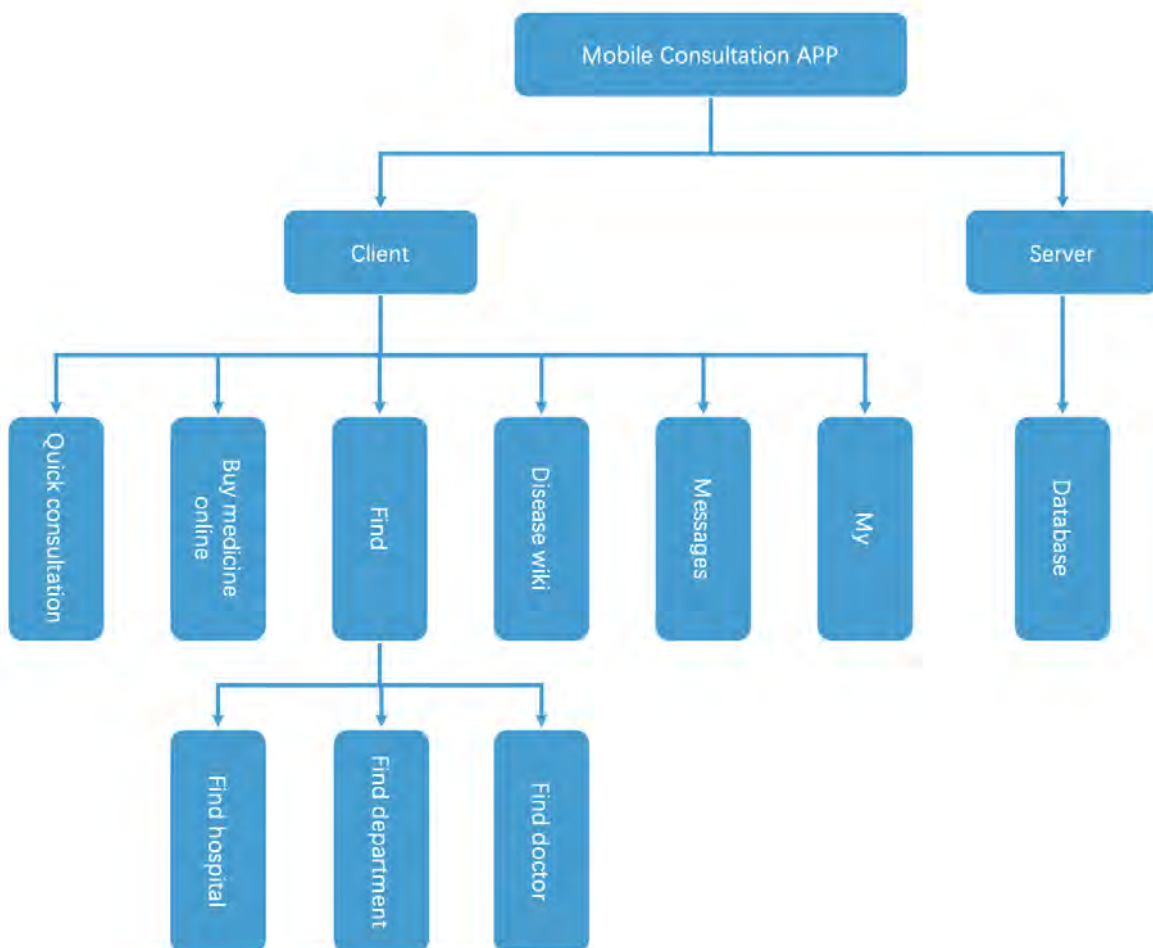 Mobile Consultation APP
Client
Server
Quick consultation
Buy medicine
online
Find
Disease wiki
Messages
My
Database
Find hospital
Find department
Find doctor